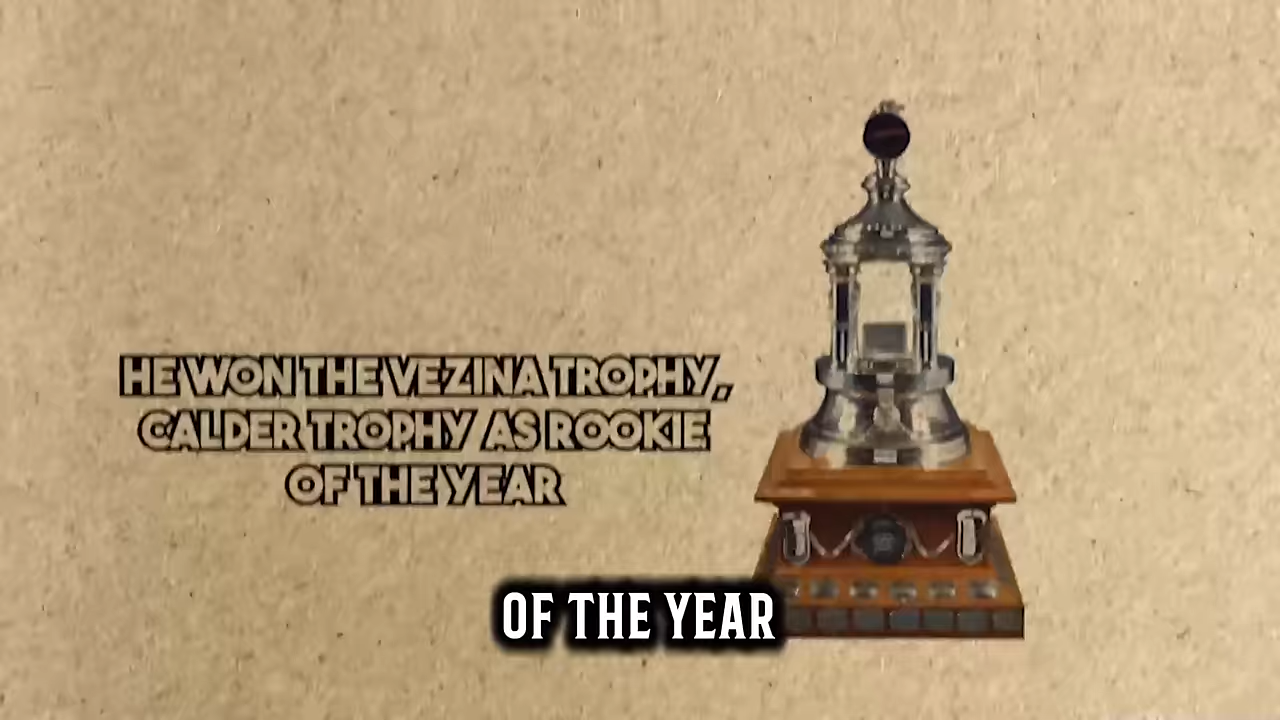 HE WON THE VEZINA TROPHY,
CALDER TROPHY AS ROOKIE
OF THE YEAR
OF THE YEAR